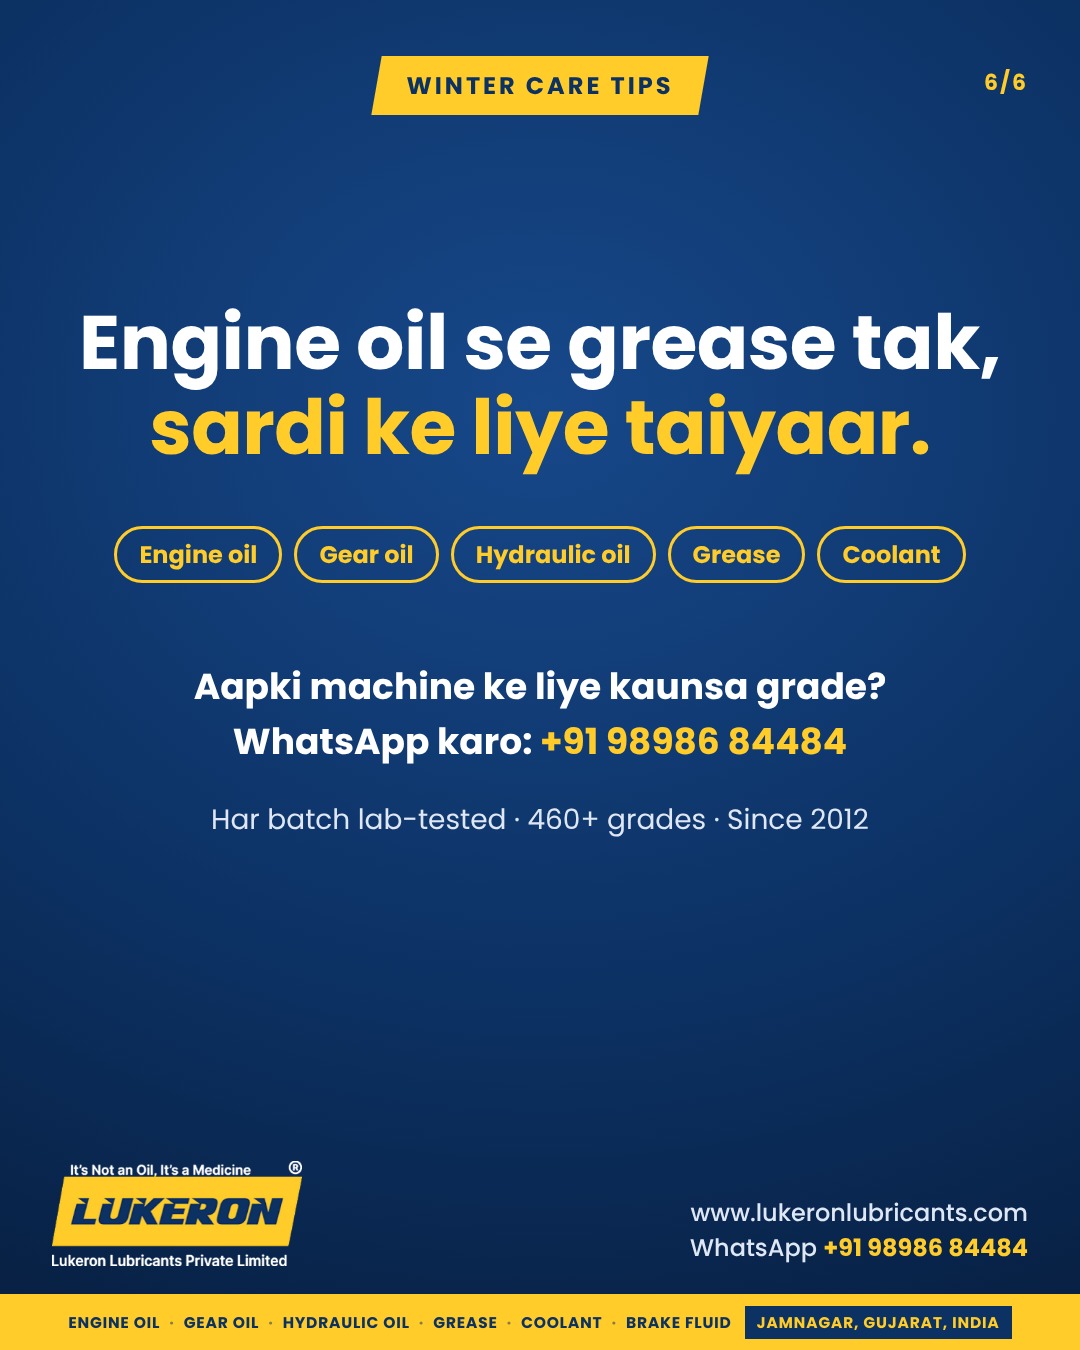 WINTER CARE TIPS
6/6
Engine oil se grease tak,
sardi ke liye taiyaar.
Engine oil Gear oil Hydraulic oil Grease Coolant
Aapki machine ke liye kaunsa grade?
WhatsApp karo: +91 98986 84484
Har batch lab-tested · 460+ grades · Since 2012
It's Not an Oil, It's a Medicine ®
LUKERON
Lukeron Lubricants Private Limited
www.lukeronlubricants.com
WhatsApp +91 98986 84484
ENGINE OIL · GEAR OIL · HYDRAULIC OIL · GREASE · COOLANT · BRAKE FLUID JAMNAGAR, GUJARAT, INDIA